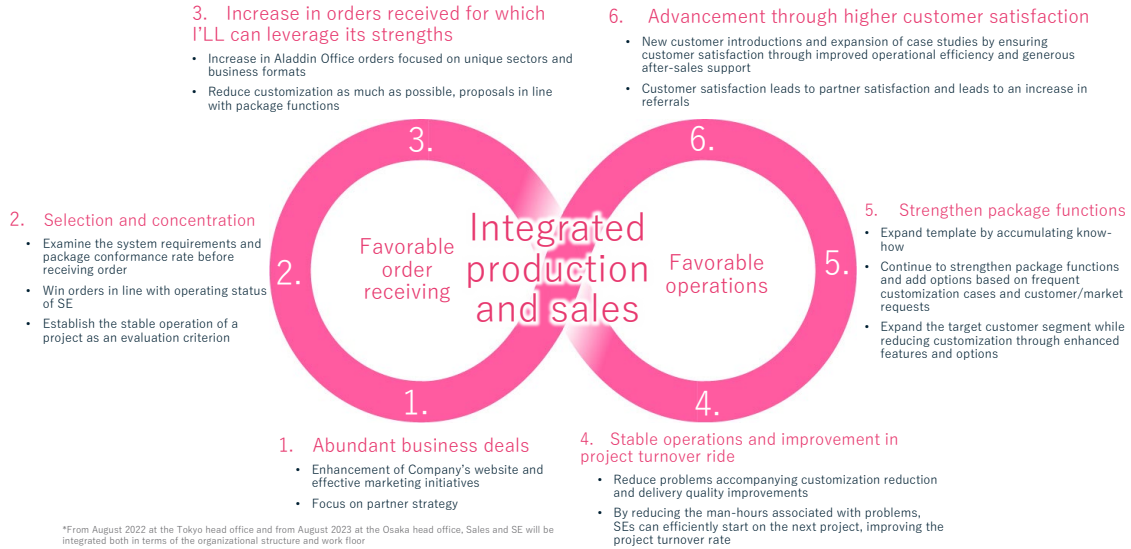 3. Increase in orders received for which
I'LL can leverage its strengths
• Increase in Aladdin Office orders focused on unique sectors and
business formats
• Reduce customization as much as possible, proposals in line
with package functions
6. Advancement through higher customer satisfaction
• New customer introductions and expansion of case studies by ensuring
customer satisfaction through improved operational efficiency and generous
after-sales support
• Customer satisfaction leads to partner satisfaction and leads to an increase in
referrals
3.
6.
2. Selection and concentration
• Examine the system requirements and
package conformance rate before
receiving order
• Win orders in line with operating status
of SE
• Establish the stable operation of a
project as an evaluation criterion
2.
Favorable
order
receiving
Integrated
production
and sales
Favorable
operations
5.
5. Strengthen package functions
• Expand template by accumulating know-
how
• Continue to strengthen package functions
and add options based on frequent
customization cases and customer/market
requests
• Expand the target customer segment while
reducing customization through enhanced
features and options
1.
4.
1. Abundant business deals
• Enhancement of Company's website and
effective marketing initiatives
• Focus on partner strategy
4. Stable operations and improvement in
project turnover ride
• Reduce problems accompanying customization reduction
and delivery quality improvements
• By reducing the man-hours associated with problems,
SEs can efficiently start on the next project, improving the
project turnover rate
*From August 2022 at the Tokyo head office and from August 2023 at the Osaka head office, Sales and SE will be
integrated both in terms of the organizational structure and work floor